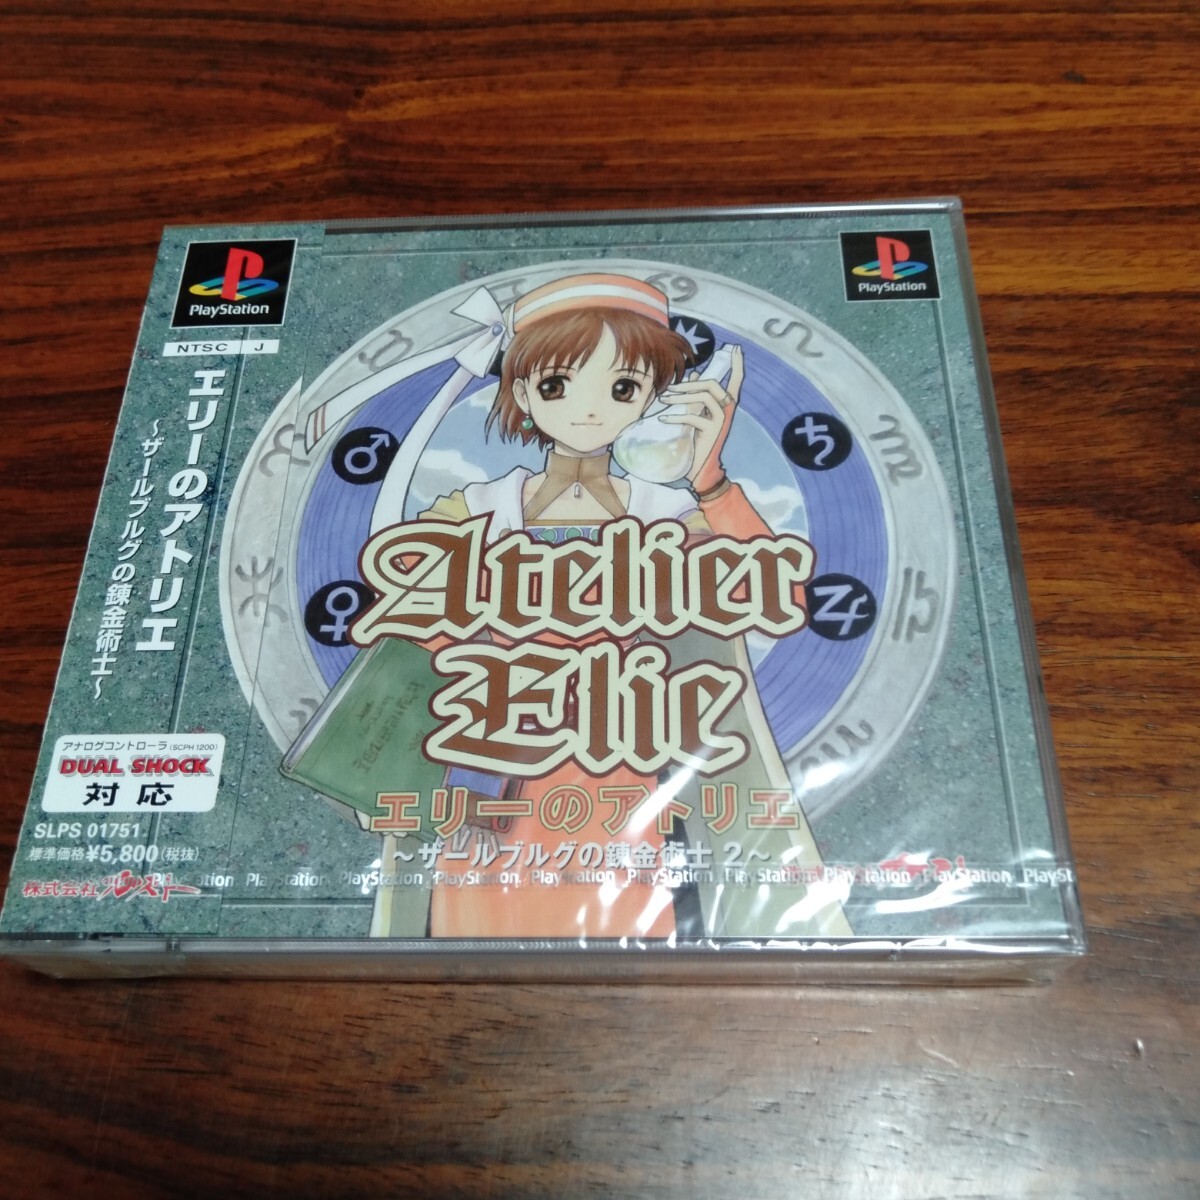 PlayStation
NTSC J
エリーのアトリエ
~ザールブルグの錬金術士~
アナログコントローラ(SCPH 1200)
DUAL SHOCK
対応
SLPS 01751
標準価格¥5,800(税抜)
株式会社ガスト
PlayStation
Atelier
Elie
エリーのアトリエ
~ザールブルグの錬金術士 2~
PlayStation PlayStation PlayStation PlayStation PlayStation PlayStation PlayStation PlayStation PlayStation PlaySt